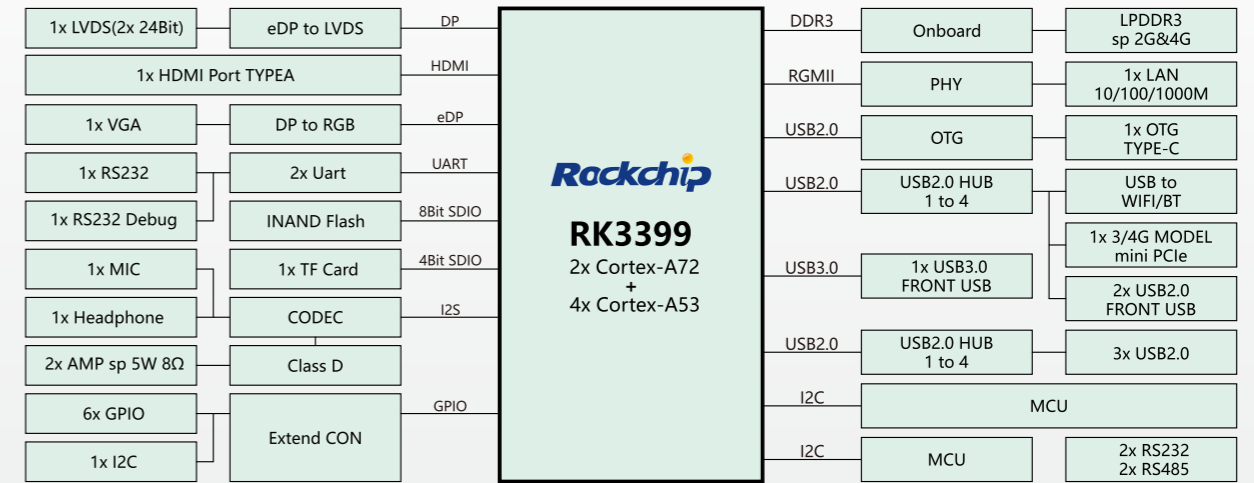 1x LVDS(2x 24Bit)
eDP to LVDS
DP
1x HDMI Port TYPEA
HDMI
1x VGA
DP to RGB
eDP
1x RS232
2x Uart
UART
1x RS232 Debug
INAND Flash
8Bit SDIO
1x MIC
1x TF Card
4Bit SDIO
1x Headphone
CODEC
I2S
2x AMP sp 5W 8Ω
Class D
6x GPIO
Extend CON
GPIO
1x I2C
Rockchip
RK3399
2x Cortex-A72
+
4x Cortex-A53
DDR3
Onboard
LPDDR3
sp 2G&4G
RGMII
PHY
1x LAN
10/100/1000M
USB2.0
OTG
1x OTG
TYPE-C
USB2.0
USB2.0 HUB
1 to 4
USB to
WIFI/BT
1x 3/4G MODEL
mini PCIe
USB3.0
1x USB3.0
FRONT USB
2x USB2.0
FRONT USB
USB2.0
USB2.0 HUB
1 to 4
3x USB2.0
I2C
MCU
I2C
MCU
2x RS232
2x RS485